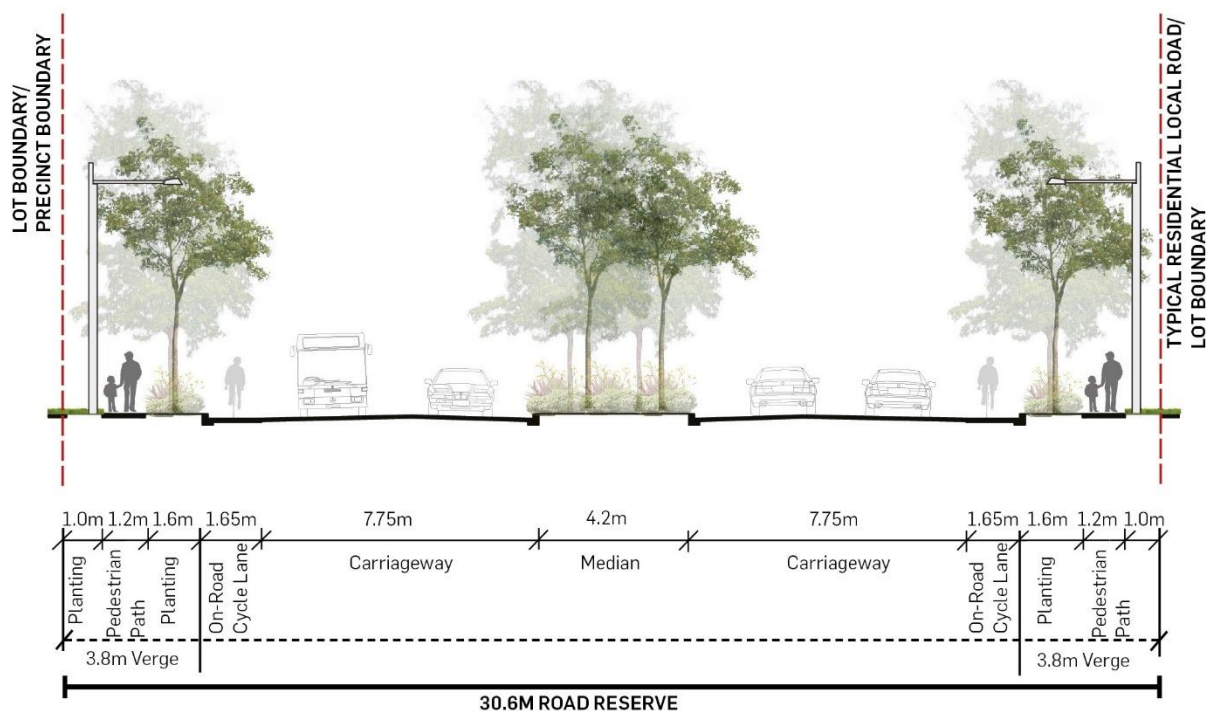 LOT BOUNDARY/
PRECINCT BOUNDARY
TYPICAL RESIDENTIAL LOCAL ROAD/
LOT BOUNDARY
1.0m 1.2m 1.6m 1.65m 7.75m 4.2m 7.75m 1.65m 1.6m 1.2m 1.0m
Planting
Pedestrian
Path
Planting
On-Road
Cycle Lane
Carriageway
Median
Carriageway
On-Road
Cycle Lane
Planting
Pedestrian
Path
3.8m Verge
3.8m Verge
30.6M ROAD RESERVE